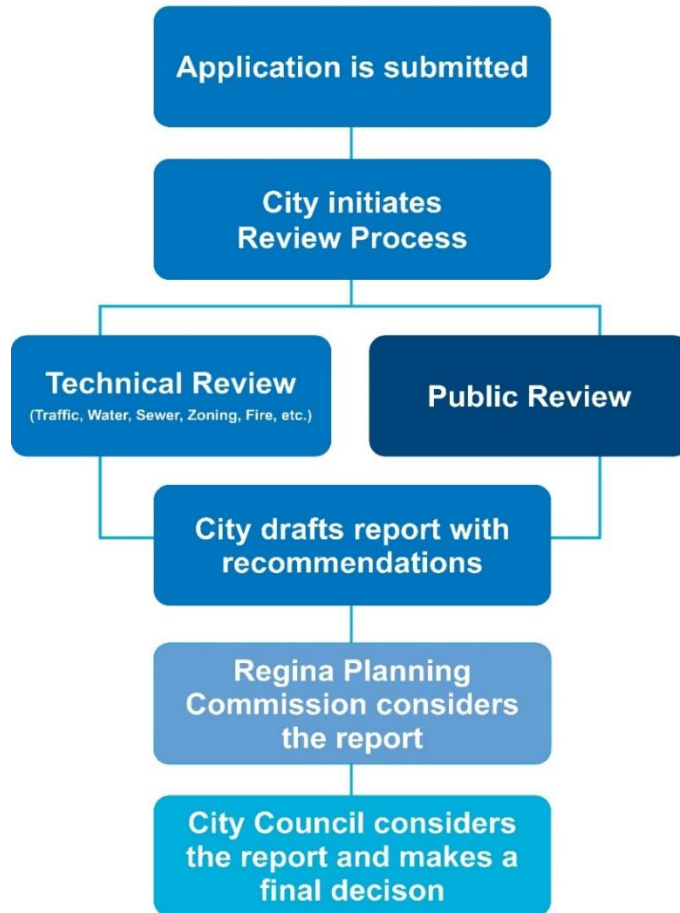 Application is submitted
City initiates
Review Process
Technical Review
(Traffic, Water, Sewer, Zoning, Fire, etc.)
Public Review
City drafts report with
recommendations
Regina Planning
Commission considers
the report
City Council considers
the report and makes a
final decison